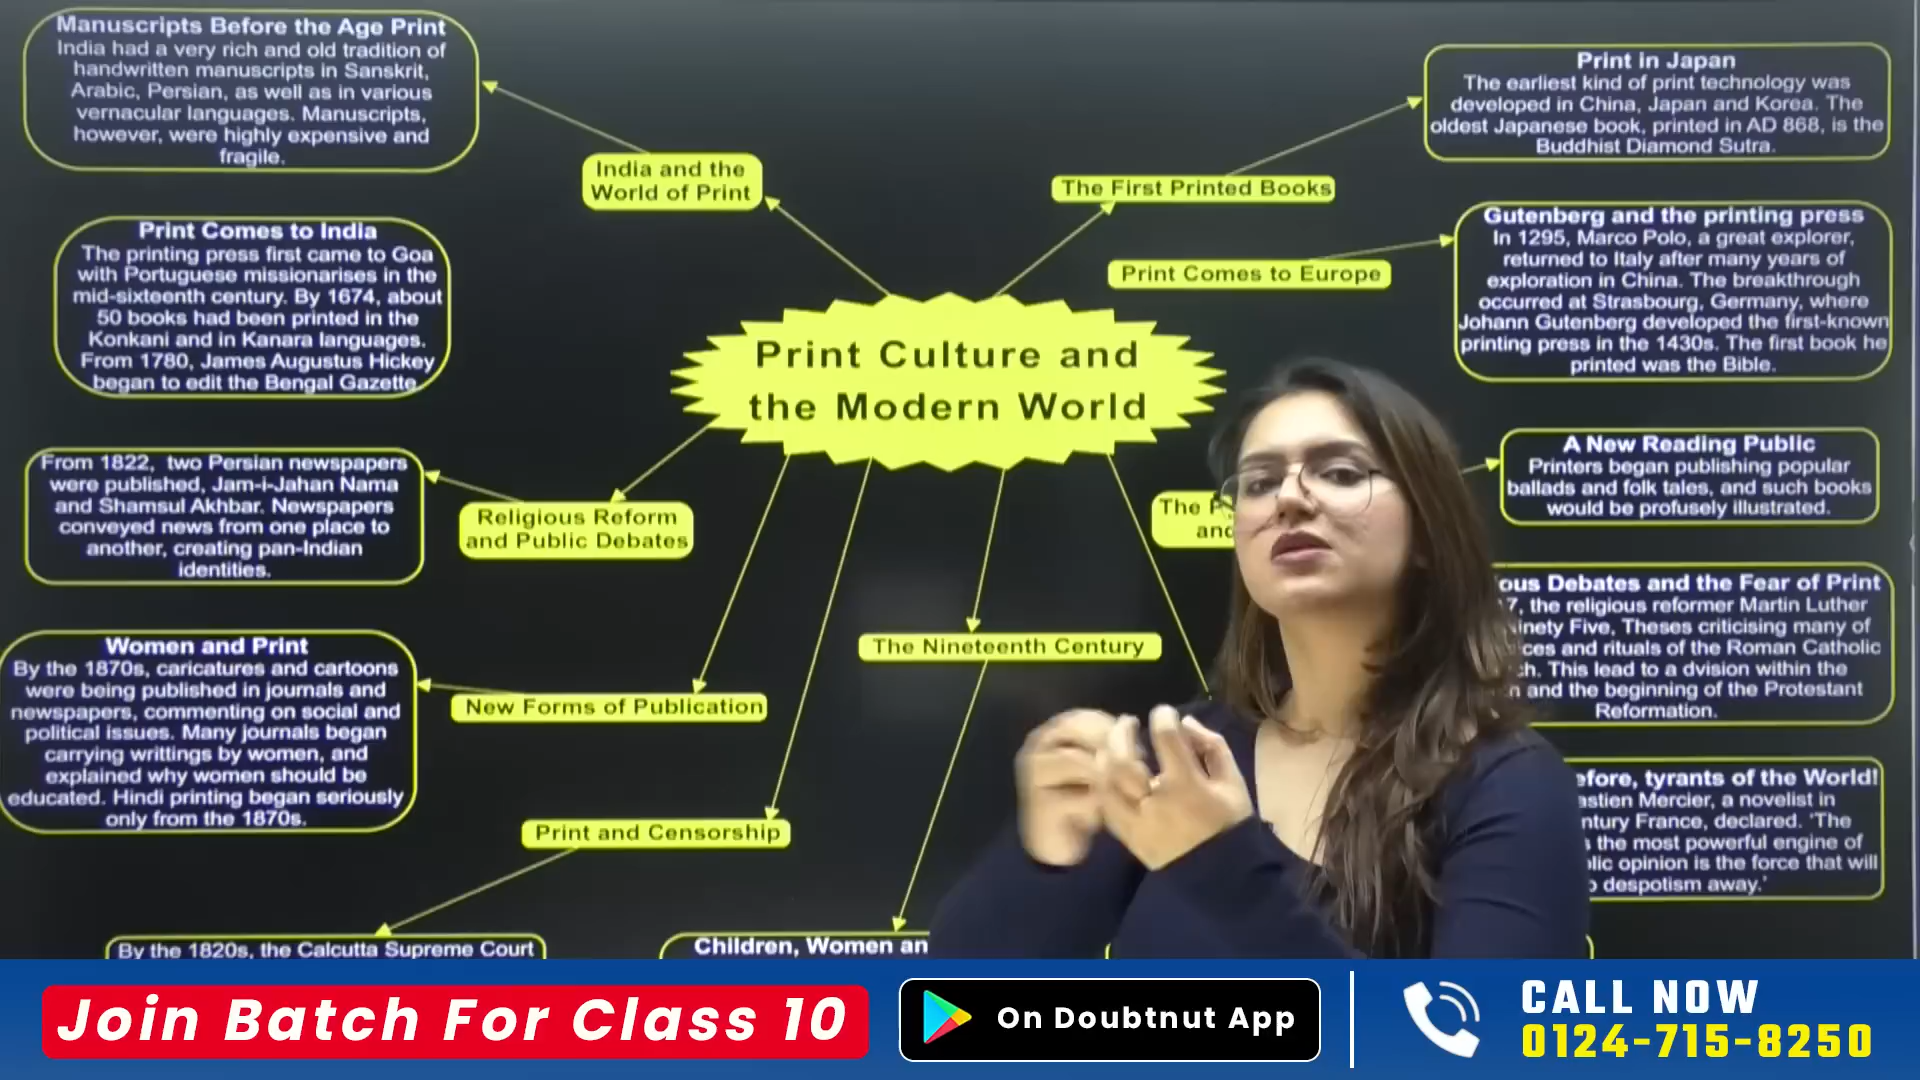 Manuscripts Before the Age Print
India had a very rich and old tradition of
handwritten manuscripts in Sanskrit,
Arabic, Persian, as well as in various
vernacular languages. Manuscripts,
however, were highly expensive and
fragile.
India and the
World of Print
The First Printed Books
Print in Japan
The earliest kind of print technology was
developed in China, Japan and Korea. The
oldest Japanese book, printed in AD 868, is the
Buddhist Diamond Sutra.
Print Comes to India
The printing press first came to Goa
with Portuguese missionarises in the
mid-sixteenth century. By 1674, about
50 books had been printed in the
Konkani and in Kanara languages.
From 1780, James Augustus Hickey
began to edit the Bengal Gazette
Print Comes to Europe
Gutenberg and the printing press
In 1295, Marco Polo, a great explorer,
returned to Italy after many years of
exploration in China. The breakthrough
occurred at Strasbourg, Germany, where
Johann Gutenberg developed the first-known
printing press in the 1430s. The first book he
printed was the Bible.
Print Culture and
the Modern World
From 1822, two Persian newspapers
were published, Jam-i-Jahan Nama
and Shamsul Akhbar. Newspapers
conveyed news from one place to
another, creating pan-Indian
identities.
Religious Reform
and Public Debates
The
and
A New Reading Public
Printers began publishing popular
ballads and folk tales, and such books
would be profusely illustrated.
Women and Print
By the 1870s, caricatures and cartoons
were being published in journals and
newspapers, commenting on social and
political issues. Many journals began
carrying writtings by women, and
explained why women should be
educated. Hindi printing began seriously
only from the 1870s.
New Forms of Publication
The Nineteenth Century
ous Debates and the Fear of Print
7, the religious reformer Martin Luther
inety Five, Theses criticising many of
ces and rituals of the Roman Catholic
ch. This lead to a dvision within the
n and the beginning of the Protestant
Reformation.
Print and Censorship
efore, tyrants of the World!
astien Mercier, a novelist in
ntury France, declared. 'The
the most powerful engine of
lic opinion is the force that will
despotism away.'
By the 1820s, the Calcutta Supreme Court
Children, Women an
Join Batch For Class 10
On Doubtnut App
CALL NOW
0124-715-8250